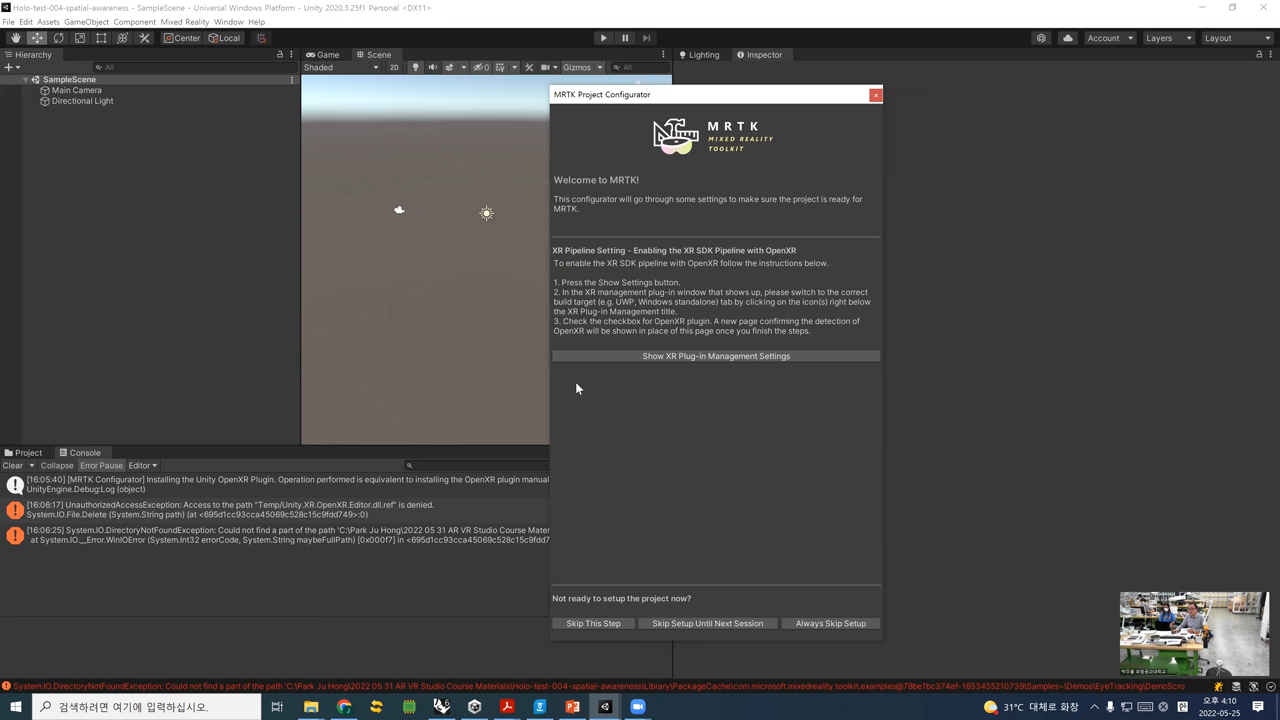 Holo-test-004-spatial-awareness - SampleScene - Universal Windows Platform - Unity 2020.3.25f1 Personal <DX11>
File Edit Assets GameObject Component Mixed Reality Window Help
Center Local Account Layers Layout
Hierarchy Game Scene Lighting Inspector
All Shaded 2D 0 Gizmos All
SampleScene
Main Camera
Directional Light
MRTK Project Configurator
MRTK
MIXED REALITY
TOOLKIT
Welcome to MRTK!
This configurator will go through some settings to make sure the project is ready for
MRTK.
XR Pipeline Setting - Enabling the XR SDK Pipeline with OpenXR
To enable the XR SDK pipeline with OpenXR follow the instructions below.
1. Press the Show Settings button.
2. In the XR management plug-in window that shows up, please switch to the correct
build target (e.g. UWP, Windows standalone) tab by clicking on the icon(s) right below
the XR Plug-in Management title.
3. Check the checkbox for OpenXR plugin. A new page confirming the detection of
OpenXR will be shown in place of this page once you finish the steps.
Show XR Plug-in Management Settings
Not ready to setup the project now?
Skip This Step Skip Setup Until Next Session Always Skip Setup
Project Console
Clear Collapse Error Pause Editor
[16:05:40] [MRTK Configurator] Installing the Unity OpenXR Plugin. Operation performed is equivalent to installing the OpenXR plugin manual
UnityEngine.Debug:Log (object)
[16:06:17] UnauthorizedAccessException: Access to the path "Temp/Unity.XR.OpenXR.Editor.dll.ref" is denied.
System.IO.File.Delete (System.String path) (at <695d1cc93cca45069c528c15c9fdd749>:0)
[16:06:25] System.IO.DirectoryNotFoundException: Could not find a part of the path 'C:\Park Ju Hong\2022 05 31 AR VR Studio Course Mater
at System.IO.__Error.WinIOError (System.Int32 errorCode, System.String maybeFullPath) [0x000f7] in <695d1cc93cca45069c528c15c9fdd7
System.IO.DirectoryNotFoundException: Could not find a part of the path 'C:\Park Ju Hong\2022 05 31 AR VR Studio Course Materials\Holo-test-004-spatial-awareness\Library\PackageCache\com.microsoft.mixedreality.toolkit.examples@78be1bc374ef-1653455210739\Samples~\Demos\EyeTracking\DemoScro
검색하려면 여기에 입력하십시오.
31°C 대체로 화창
오후 4:10
2022-05-25